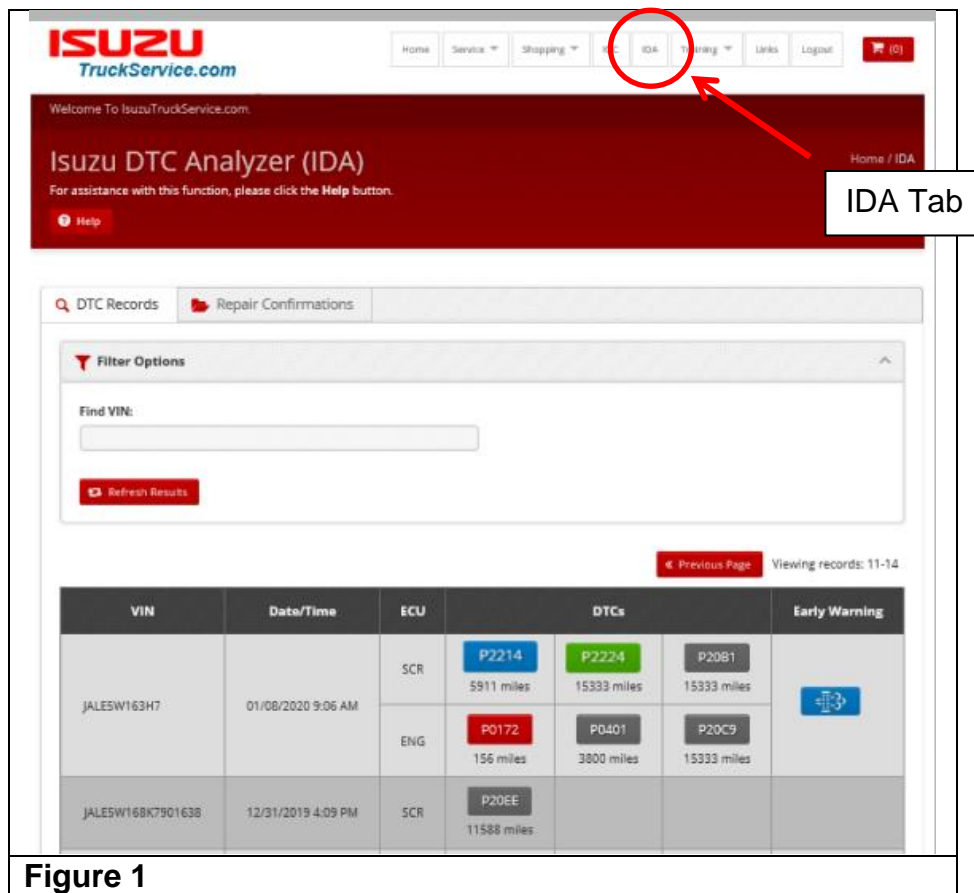 ISUZU
TruckService.com
Home Service Shopping IDA Training Links Logout (0)
Welcome To IsuzuTruckService.com.
Isuzu DTC Analyzer (IDA)
Home / IDA
For assistance with this function, please click the Help button.
Help
IDA Tab
DTC Records Repair Confirmations
Filter Options
Find VIN:
Refresh Results
« Previous Page Viewing records: 11-14
VIN Date/Time ECU DTCs Early Warning
JALE5W163H7 01/08/2020 9:06 AM
SCR P2214 P2224 P20B1
5911 miles 15333 miles 15333 miles
ENG P0172 P0401 P20C9
156 miles 3800 miles 15333 miles
JALE5W168K7901638 12/31/2019 4:09 PM SCR P20EE
11588 miles
Figure 1